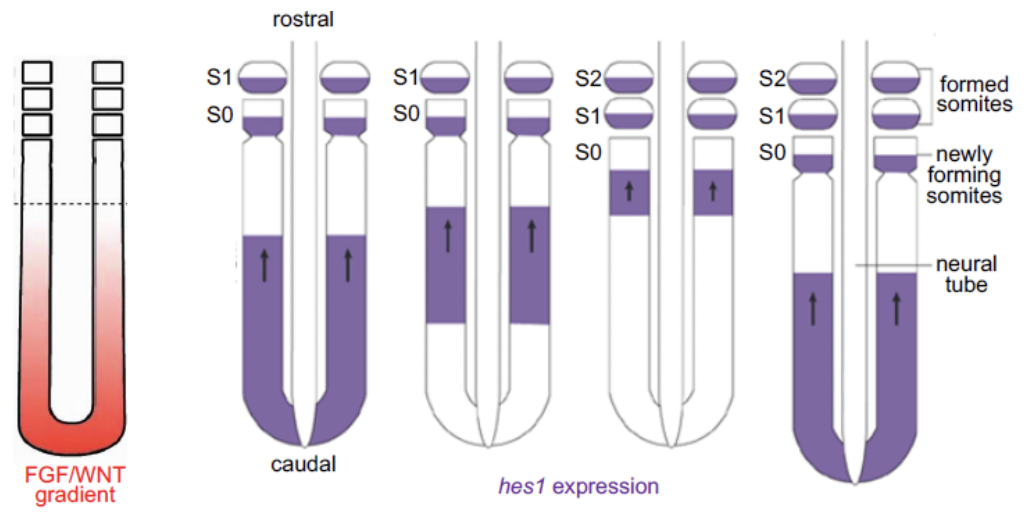 rostral
S1
S0
S1
S0
S2
S1
S0
S2
S1
S0
formed
somites
newly
forming
somites
neural
tube
FGF/WNT
gradient
caudal
hes1 expression